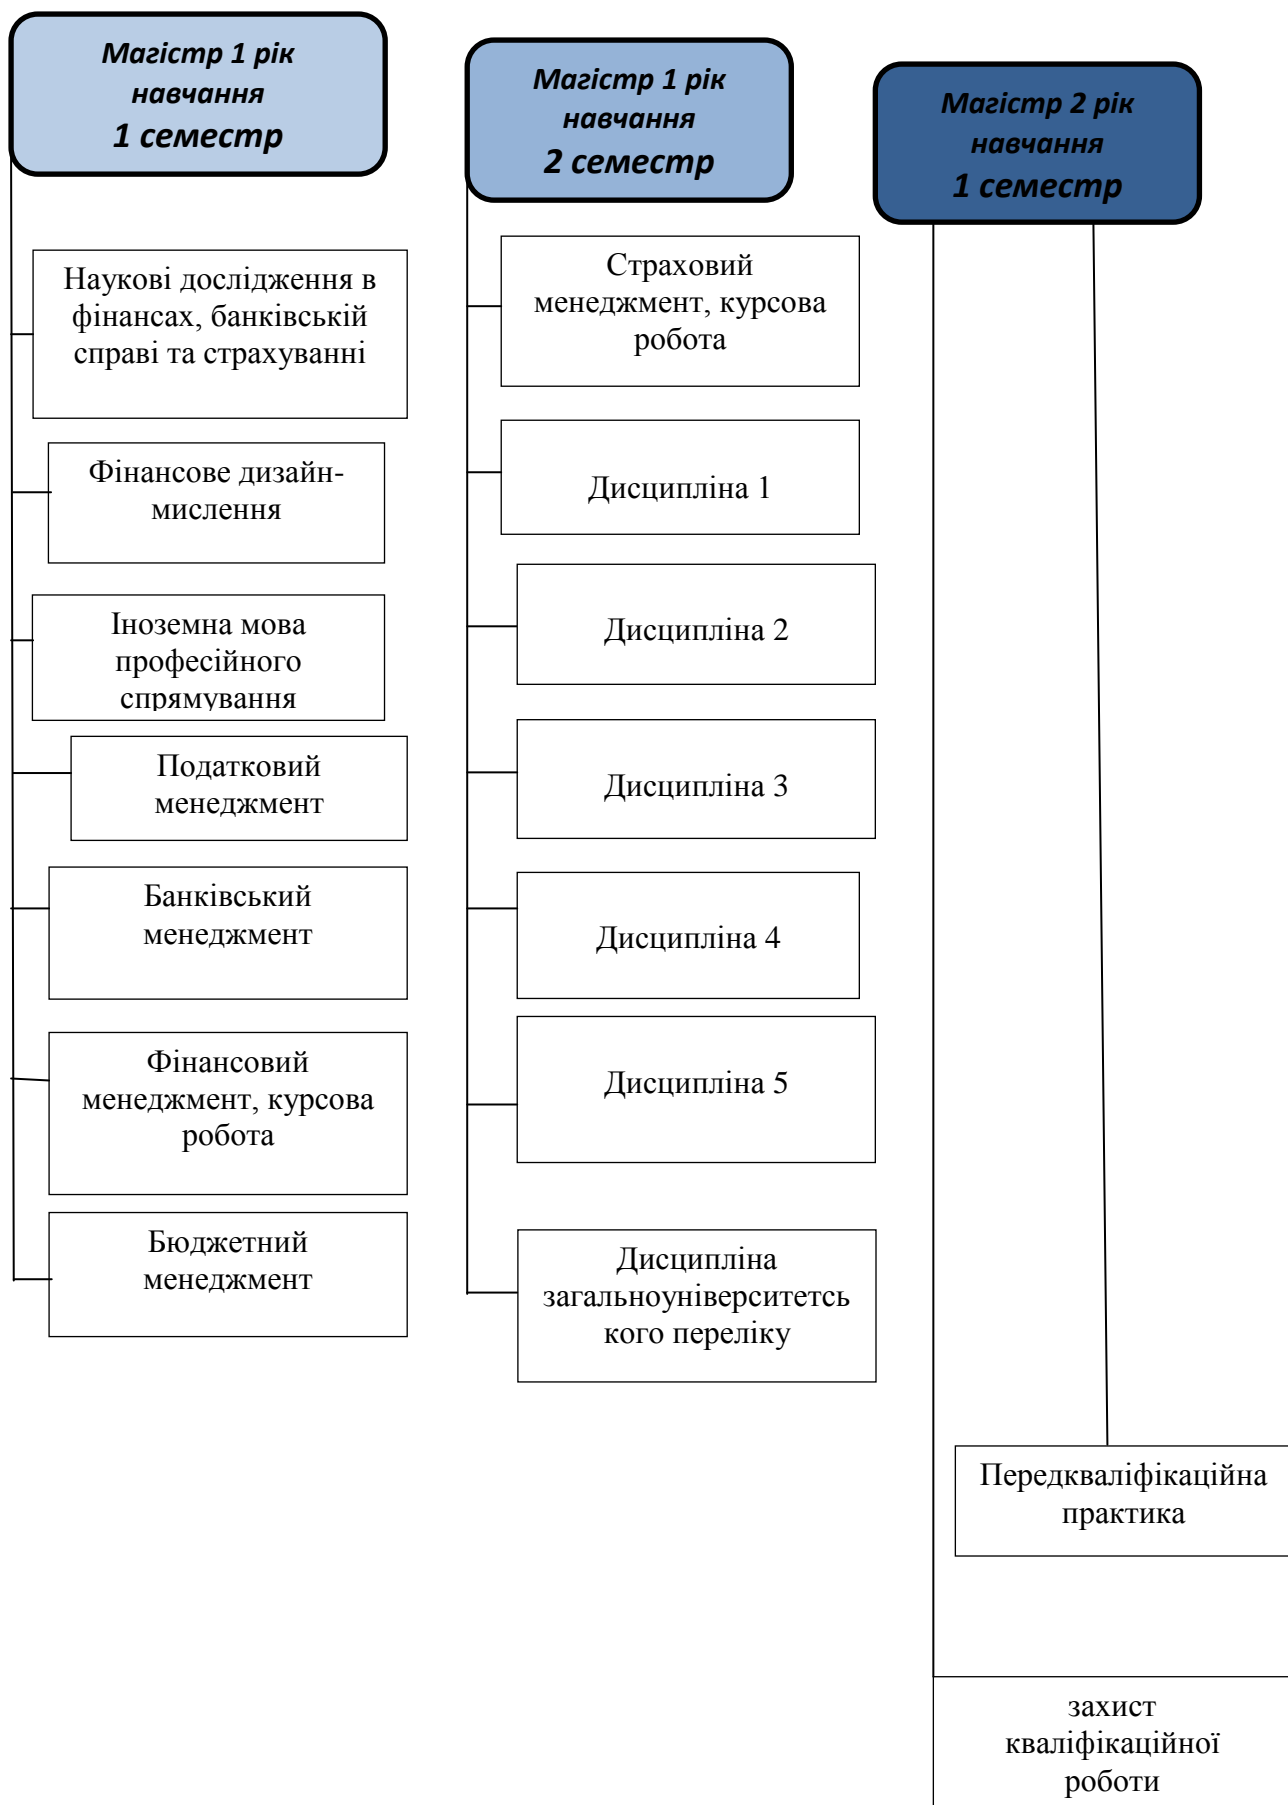 Магістр 1 рік
навчання
1 семестр
Наукові дослідження в
фінансах, банківській
справі та страхуванні
Фінансове дизайн-
мислення
Іноземна мова
професійного
спрямування
Податковий
менеджмент
Банківський
менеджмент
Фінансовий
менеджмент, курсова
робота
Бюджетний
менеджмент
Магістр 1 рік
навчання
2 семестр
Страховий
менеджмент, курсова
робота
Дисципліна 1
Дисципліна 2
Дисципліна 3
Дисципліна 4
Дисципліна 5
Дисципліна
загальноуніверситетсь
кого переліку
Магістр 2 рік
навчання
1 семестр
Передкваліфікаційна
практика
захист
кваліфікаційної
роботи